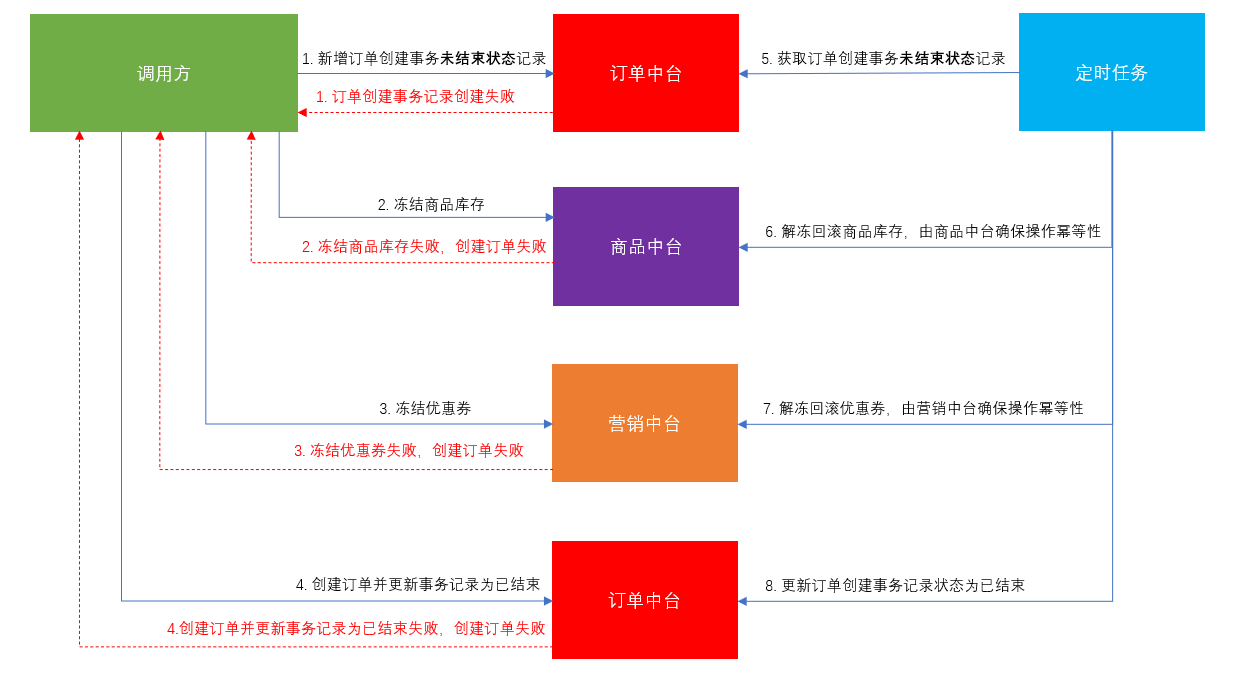 调用方
1. 新增订单创建事务未结束状态记录
订单中台
5. 获取订单创建事务未结束状态记录
定时任务
1. 订单创建事务记录创建失败
2. 冻结商品库存
商品中台
6. 解冻回滚商品库存，由商品中台确保操作幂等性
2. 冻结商品库存失败，创建订单失败
3. 冻结优惠券
营销中台
7. 解冻回滚优惠券，由营销中台确保操作幂等性
3. 冻结优惠券失败，创建订单失败
4. 创建订单并更新事务记录为已结束
订单中台
8. 更新订单创建事务记录状态为已结束
4.创建订单并更新事务记录为已结束失败，创建订单失败